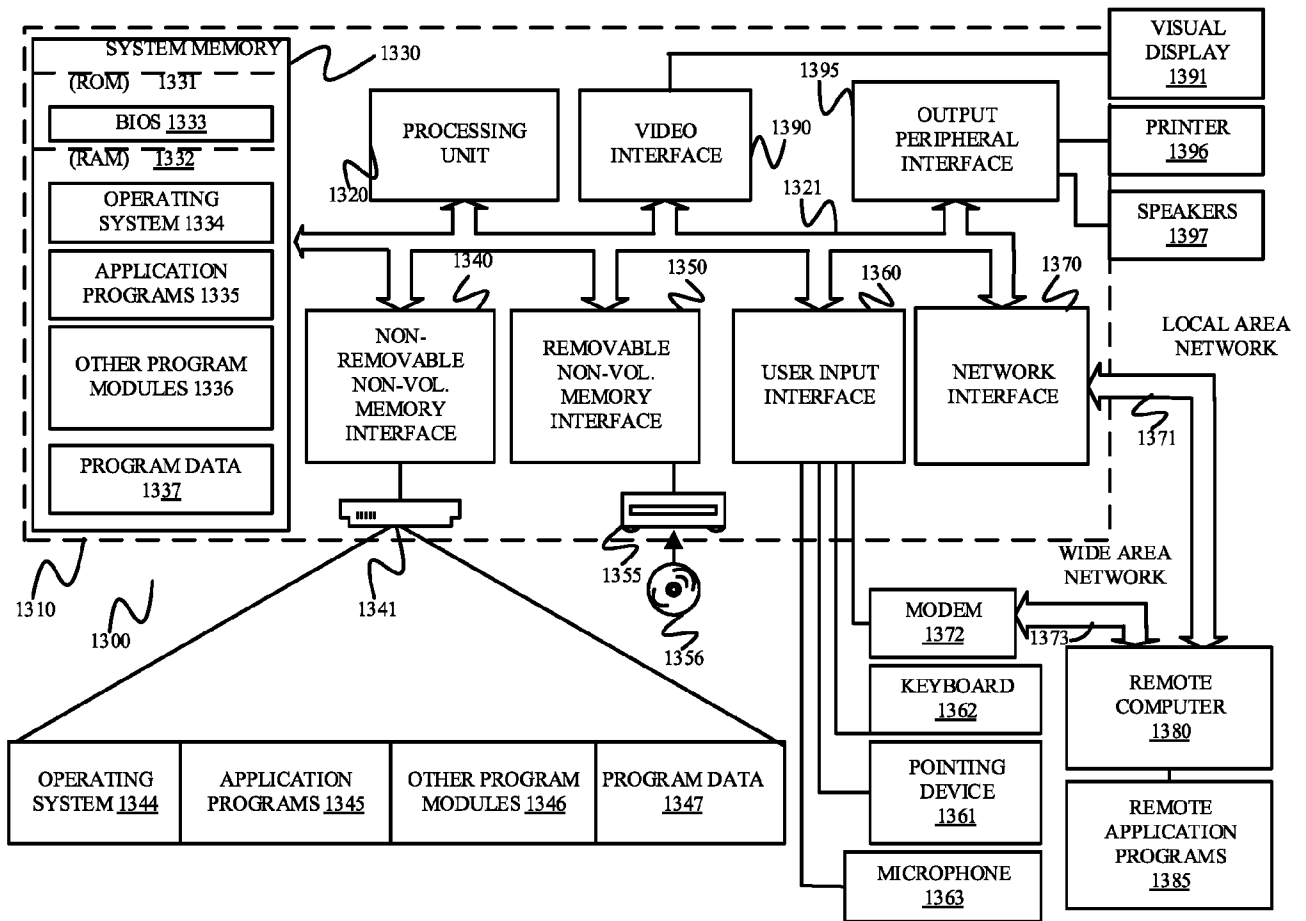 SYSTEM MEMORY
1330
(ROM) 1331
BIOS 1333
(RAM) 1332
OPERATING
SYSTEM 1334
APPLICATION
PROGRAMS 1335
OTHER PROGRAM
MODULES 1336
PROGRAM DATA
1337
1310
1300
PROCESSING
UNIT
1320
VIDEO
INTERFACE
1390
1395
OUTPUT
PERIPHERAL
INTERFACE
VISUAL
DISPLAY
1391
PRINTER
1396
SPEAKERS
1397
1321
1340
NON-
REMOVABLE
NON-VOL.
MEMORY
INTERFACE
1350
REMOVABLE
NON-VOL.
MEMORY
INTERFACE
1360
USER INPUT
INTERFACE
1370
NETWORK
INTERFACE
LOCAL AREA
NETWORK
1371
1341
1355
1356
WIDE AREA
NETWORK
MODEM
1372
1373
KEYBOARD
1362
POINTING
DEVICE
1361
MICROPHONE
1363
REMOTE
COMPUTER
1380
REMOTE
APPLICATION
PROGRAMS
1385
OPERATING
SYSTEM 1344
APPLICATION
PROGRAMS 1345
OTHER PROGRAM
MODULES 1346
PROGRAM DATA
1347